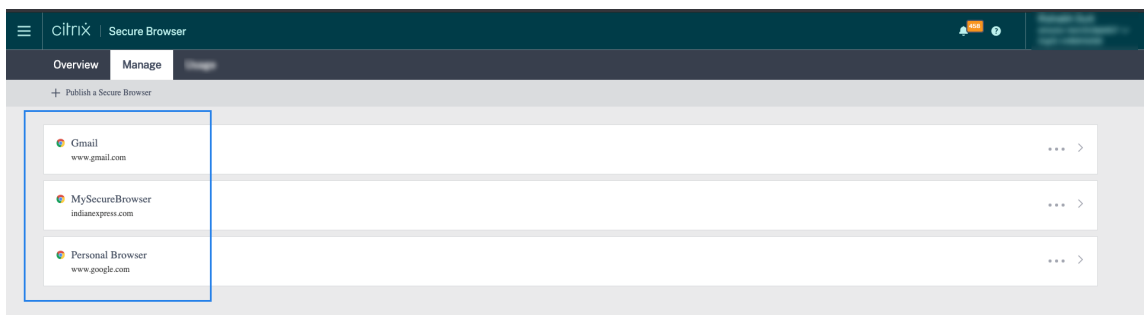 citrix | Secure Browser
458
?
Overview Manage
+ Publish a Secure Browser
Gmail
www.gmail.com
MySecureBrowser
indianexpress.com
Personal Browser
www.google.com